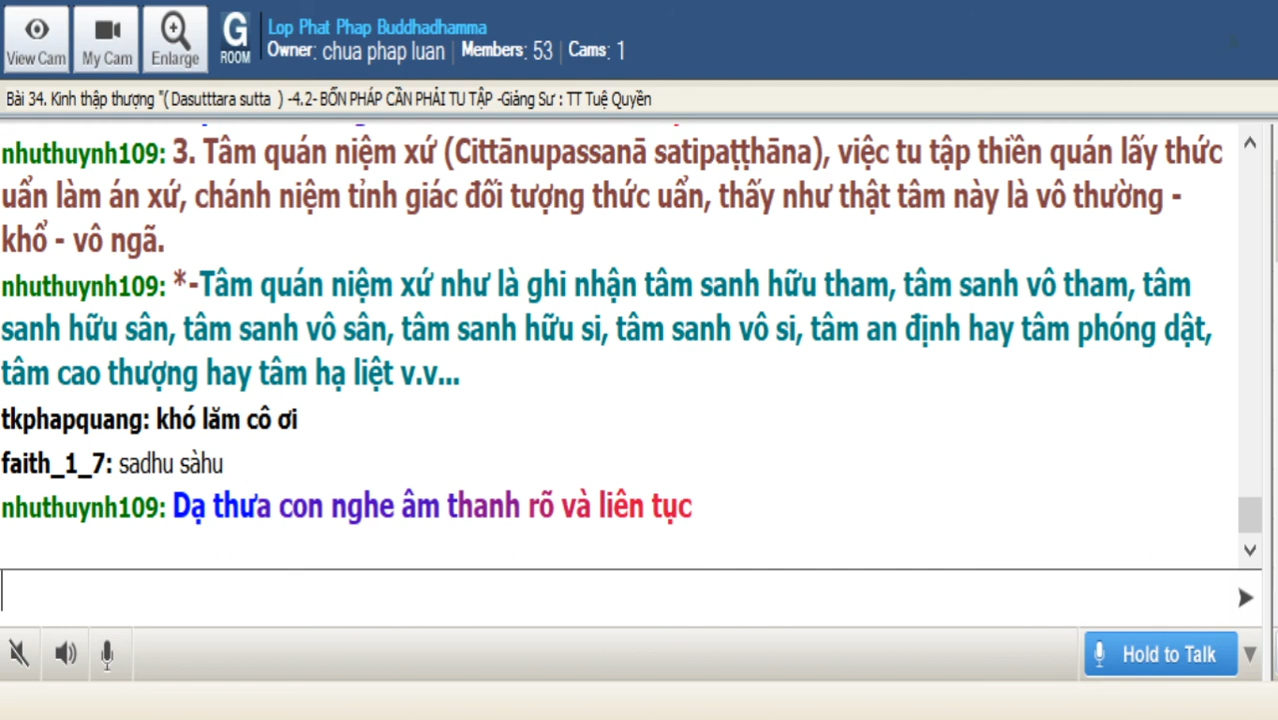 View Cam
My Cam
Enlarge
G
ROOM
Lop Phat Phap Buddhadhamma
Owner: chua phap luan | Members: 53 | Cams: 1
Bài 34. Kinh thập thượng "( Dasutttara sutta ) -4.2- BỐN PHÁP CẦN PHẢI TU TẬP -Giảng Sư : TT Tuệ Quyền
nhuthuynh109: 3. Tâm quán niệm xứ (Cittānupassanā satipaṭṭhāna), việc tu tập thiền quán lấy thức
uẩn làm án xứ, chánh niệm tỉnh giác đối tượng thức uẩn, thấy như thật tâm này là vô thường -
khổ - vô ngã.
nhuthuynh109: *-Tâm quán niệm xứ như là ghi nhận tâm sanh hữu tham, tâm sanh vô tham, tâm
sanh hữu sân, tâm sanh vô sân, tâm sanh hữu si, tâm sanh vô si, tâm an định hay tâm phóng dật,
tâm cao thượng hay tâm hạ liệt v.v...
tkphapquang: khó lăm cô ơi
faith_1_7: sadhu sàhu
nhuthuynh109: Dạ thưa con nghe âm thanh rõ và liên tục
Hold to Talk